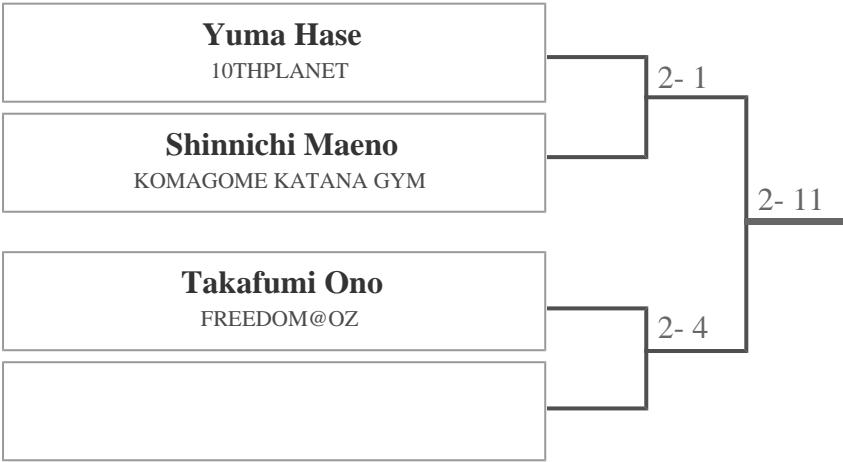 Yuma Hase
10THPLANET
2- 1
Shinnichi Maeno
KOMAGOME KATANA GYM
2- 11
Takafumi Ono
FREEDOM@OZ
2- 4